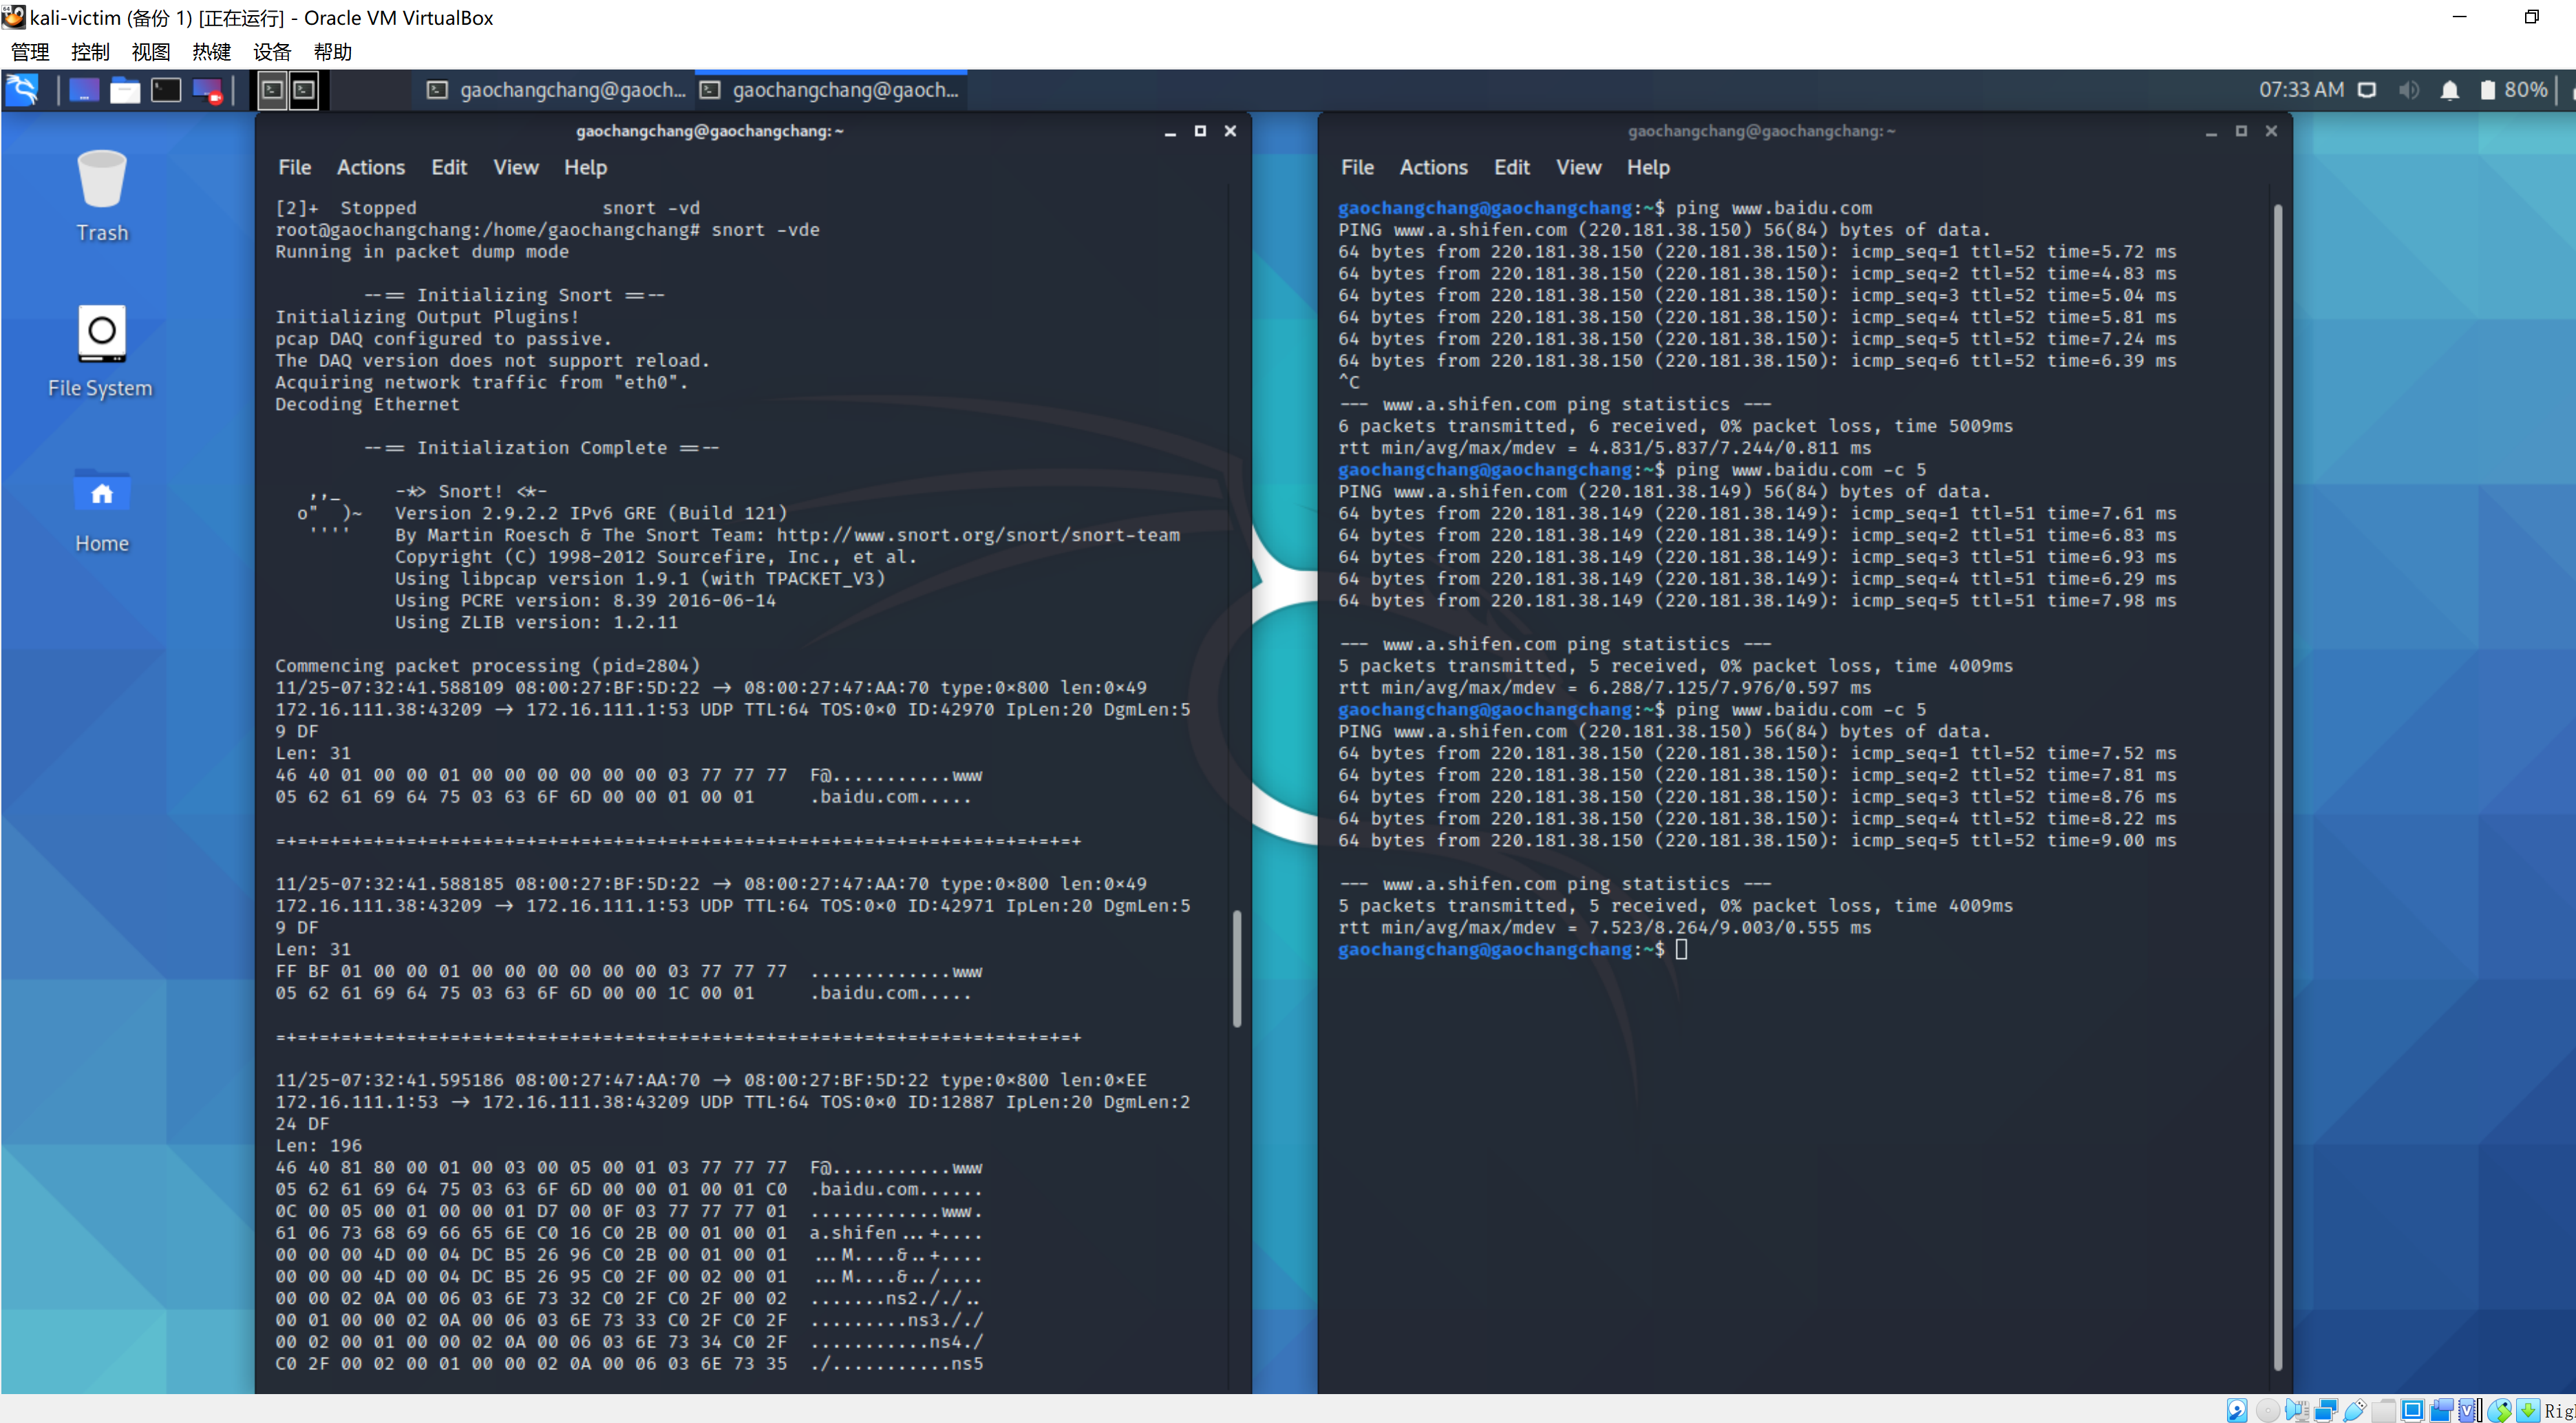 kali-victim (备份 1) [正在运行] - Oracle VM VirtualBox
管理 控制 视图 热键 设备 帮助
gaochangchang@gaoch... gaochangchang@gaoch... 07:33 AM 80%
Trash
File System
Home
gaochangchang@gaochangchang:~
File Actions Edit View Help
[2]+  Stopped                 snort -vd
root@gaochangchang:/home/gaochangchang# snort -vde
Running in packet dump mode
--== Initializing Snort ==--
Initializing Output Plugins!
pcap DAQ configured to passive.
The DAQ version does not support reload.
Acquiring network traffic from "eth0".
Decoding Ethernet
--== Initialization Complete ==--
,,_     -*> Snort! <*-
o"  )~   Version 2.9.2.2 IPv6 GRE (Build 121)
''''    By Martin Roesch & The Snort Team: http://www.snort.org/snort/snort-team
Copyright (C) 1998-2012 Sourcefire, Inc., et al.
Using libpcap version 1.9.1 (with TPACKET_V3)
Using PCRE version: 8.39 2016-06-14
Using ZLIB version: 1.2.11
Commencing packet processing (pid=2804)
11/25-07:32:41.588109 08:00:27:BF:5D:22 -> 08:00:27:47:AA:70 type:0x800 len:0x49
172.16.111.38:43209 -> 172.16.111.1:53 UDP TTL:64 TOS:0x0 ID:42970 IpLen:20 DgmLen:5
9 DF
Len: 31
46 40 01 00 00 01 00 00 00 00 00 00 03 77 77 77  F@...........www
05 62 61 69 64 75 03 63 6F 6D 00 00 01 00 01     .baidu.com.....
=+=+=+=+=+=+=+=+=+=+=+=+=+=+=+=+=+=+=+=+=+=+=+=+=+=+=+=+=+=+=+=+=+=+=+=+=+
11/25-07:32:41.588185 08:00:27:BF:5D:22 -> 08:00:27:47:AA:70 type:0x800 len:0x49
172.16.111.38:43209 -> 172.16.111.1:53 UDP TTL:64 TOS:0x0 ID:42971 IpLen:20 DgmLen:5
9 DF
Len: 31
FF BF 01 00 00 01 00 00 00 00 00 00 03 77 77 77  .............www
05 62 61 69 64 75 03 63 6F 6D 00 00 1C 00 01     .baidu.com.....
=+=+=+=+=+=+=+=+=+=+=+=+=+=+=+=+=+=+=+=+=+=+=+=+=+=+=+=+=+=+=+=+=+=+=+=+=+
11/25-07:32:41.595186 08:00:27:47:AA:70 -> 08:00:27:BF:5D:22 type:0x800 len:0xEE
172.16.111.1:53 -> 172.16.111.38:43209 UDP TTL:64 TOS:0x0 ID:12887 IpLen:20 DgmLen:2
24 DF
Len: 196
46 40 81 80 00 01 00 03 00 05 00 01 03 77 77 77  F@...........www
05 62 61 69 64 75 03 63 6F 6D 00 00 01 00 01 C0  .baidu.com......
0C 00 05 00 01 00 00 01 D7 00 0F 03 77 77 77 01  ............www.
61 06 73 68 69 66 65 6E C0 16 C0 2B 00 01 00 01  a.shifen...+....
00 00 00 4D 00 04 DC B5 26 96 C0 2B 00 01 00 01  ...M....&..+....
00 00 00 4D 00 04 DC B5 26 95 C0 2F 00 02 00 01  ...M....&../....
00 00 02 0A 00 06 03 6E 73 32 C0 2F C0 2F 00 02  .......ns2././..
00 01 00 00 02 0A 00 06 03 6E 73 33 C0 2F C0 2F  .........ns3././
00 02 00 01 00 00 02 0A 00 06 03 6E 73 34 C0 2F  ...........ns4./
C0 2F 00 02 00 01 00 00 02 0A 00 06 03 6E 73 35  ./...........ns5
gaochangchang@gaochangchang:~
File Actions Edit View Help
gaochangchang@gaochangchang:~$ ping www.baidu.com
PING www.a.shifen.com (220.181.38.150) 56(84) bytes of data.
64 bytes from 220.181.38.150 (220.181.38.150): icmp_seq=1 ttl=52 time=5.72 ms
64 bytes from 220.181.38.150 (220.181.38.150): icmp_seq=2 ttl=52 time=4.83 ms
64 bytes from 220.181.38.150 (220.181.38.150): icmp_seq=3 ttl=52 time=5.04 ms
64 bytes from 220.181.38.150 (220.181.38.150): icmp_seq=4 ttl=52 time=5.81 ms
64 bytes from 220.181.38.150 (220.181.38.150): icmp_seq=5 ttl=52 time=7.24 ms
64 bytes from 220.181.38.150 (220.181.38.150): icmp_seq=6 ttl=52 time=6.39 ms
^C
--- www.a.shifen.com ping statistics ---
6 packets transmitted, 6 received, 0% packet loss, time 5009ms
rtt min/avg/max/mdev = 4.831/5.837/7.244/0.811 ms
gaochangchang@gaochangchang:~$ ping www.baidu.com -c 5
PING www.a.shifen.com (220.181.38.149) 56(84) bytes of data.
64 bytes from 220.181.38.149 (220.181.38.149): icmp_seq=1 ttl=51 time=7.61 ms
64 bytes from 220.181.38.149 (220.181.38.149): icmp_seq=2 ttl=51 time=6.83 ms
64 bytes from 220.181.38.149 (220.181.38.149): icmp_seq=3 ttl=51 time=6.93 ms
64 bytes from 220.181.38.149 (220.181.38.149): icmp_seq=4 ttl=51 time=6.29 ms
64 bytes from 220.181.38.149 (220.181.38.149): icmp_seq=5 ttl=51 time=7.98 ms
--- www.a.shifen.com ping statistics ---
5 packets transmitted, 5 received, 0% packet loss, time 4009ms
rtt min/avg/max/mdev = 6.288/7.125/7.976/0.597 ms
gaochangchang@gaochangchang:~$ ping www.baidu.com -c 5
PING www.a.shifen.com (220.181.38.150) 56(84) bytes of data.
64 bytes from 220.181.38.150 (220.181.38.150): icmp_seq=1 ttl=52 time=7.52 ms
64 bytes from 220.181.38.150 (220.181.38.150): icmp_seq=2 ttl=52 time=7.81 ms
64 bytes from 220.181.38.150 (220.181.38.150): icmp_seq=3 ttl=52 time=8.76 ms
64 bytes from 220.181.38.150 (220.181.38.150): icmp_seq=4 ttl=52 time=8.22 ms
64 bytes from 220.181.38.150 (220.181.38.150): icmp_seq=5 ttl=52 time=9.00 ms
--- www.a.shifen.com ping statistics ---
5 packets transmitted, 5 received, 0% packet loss, time 4009ms
rtt min/avg/max/mdev = 7.523/8.264/9.003/0.555 ms
gaochangchang@gaochangchang:~$
Rig